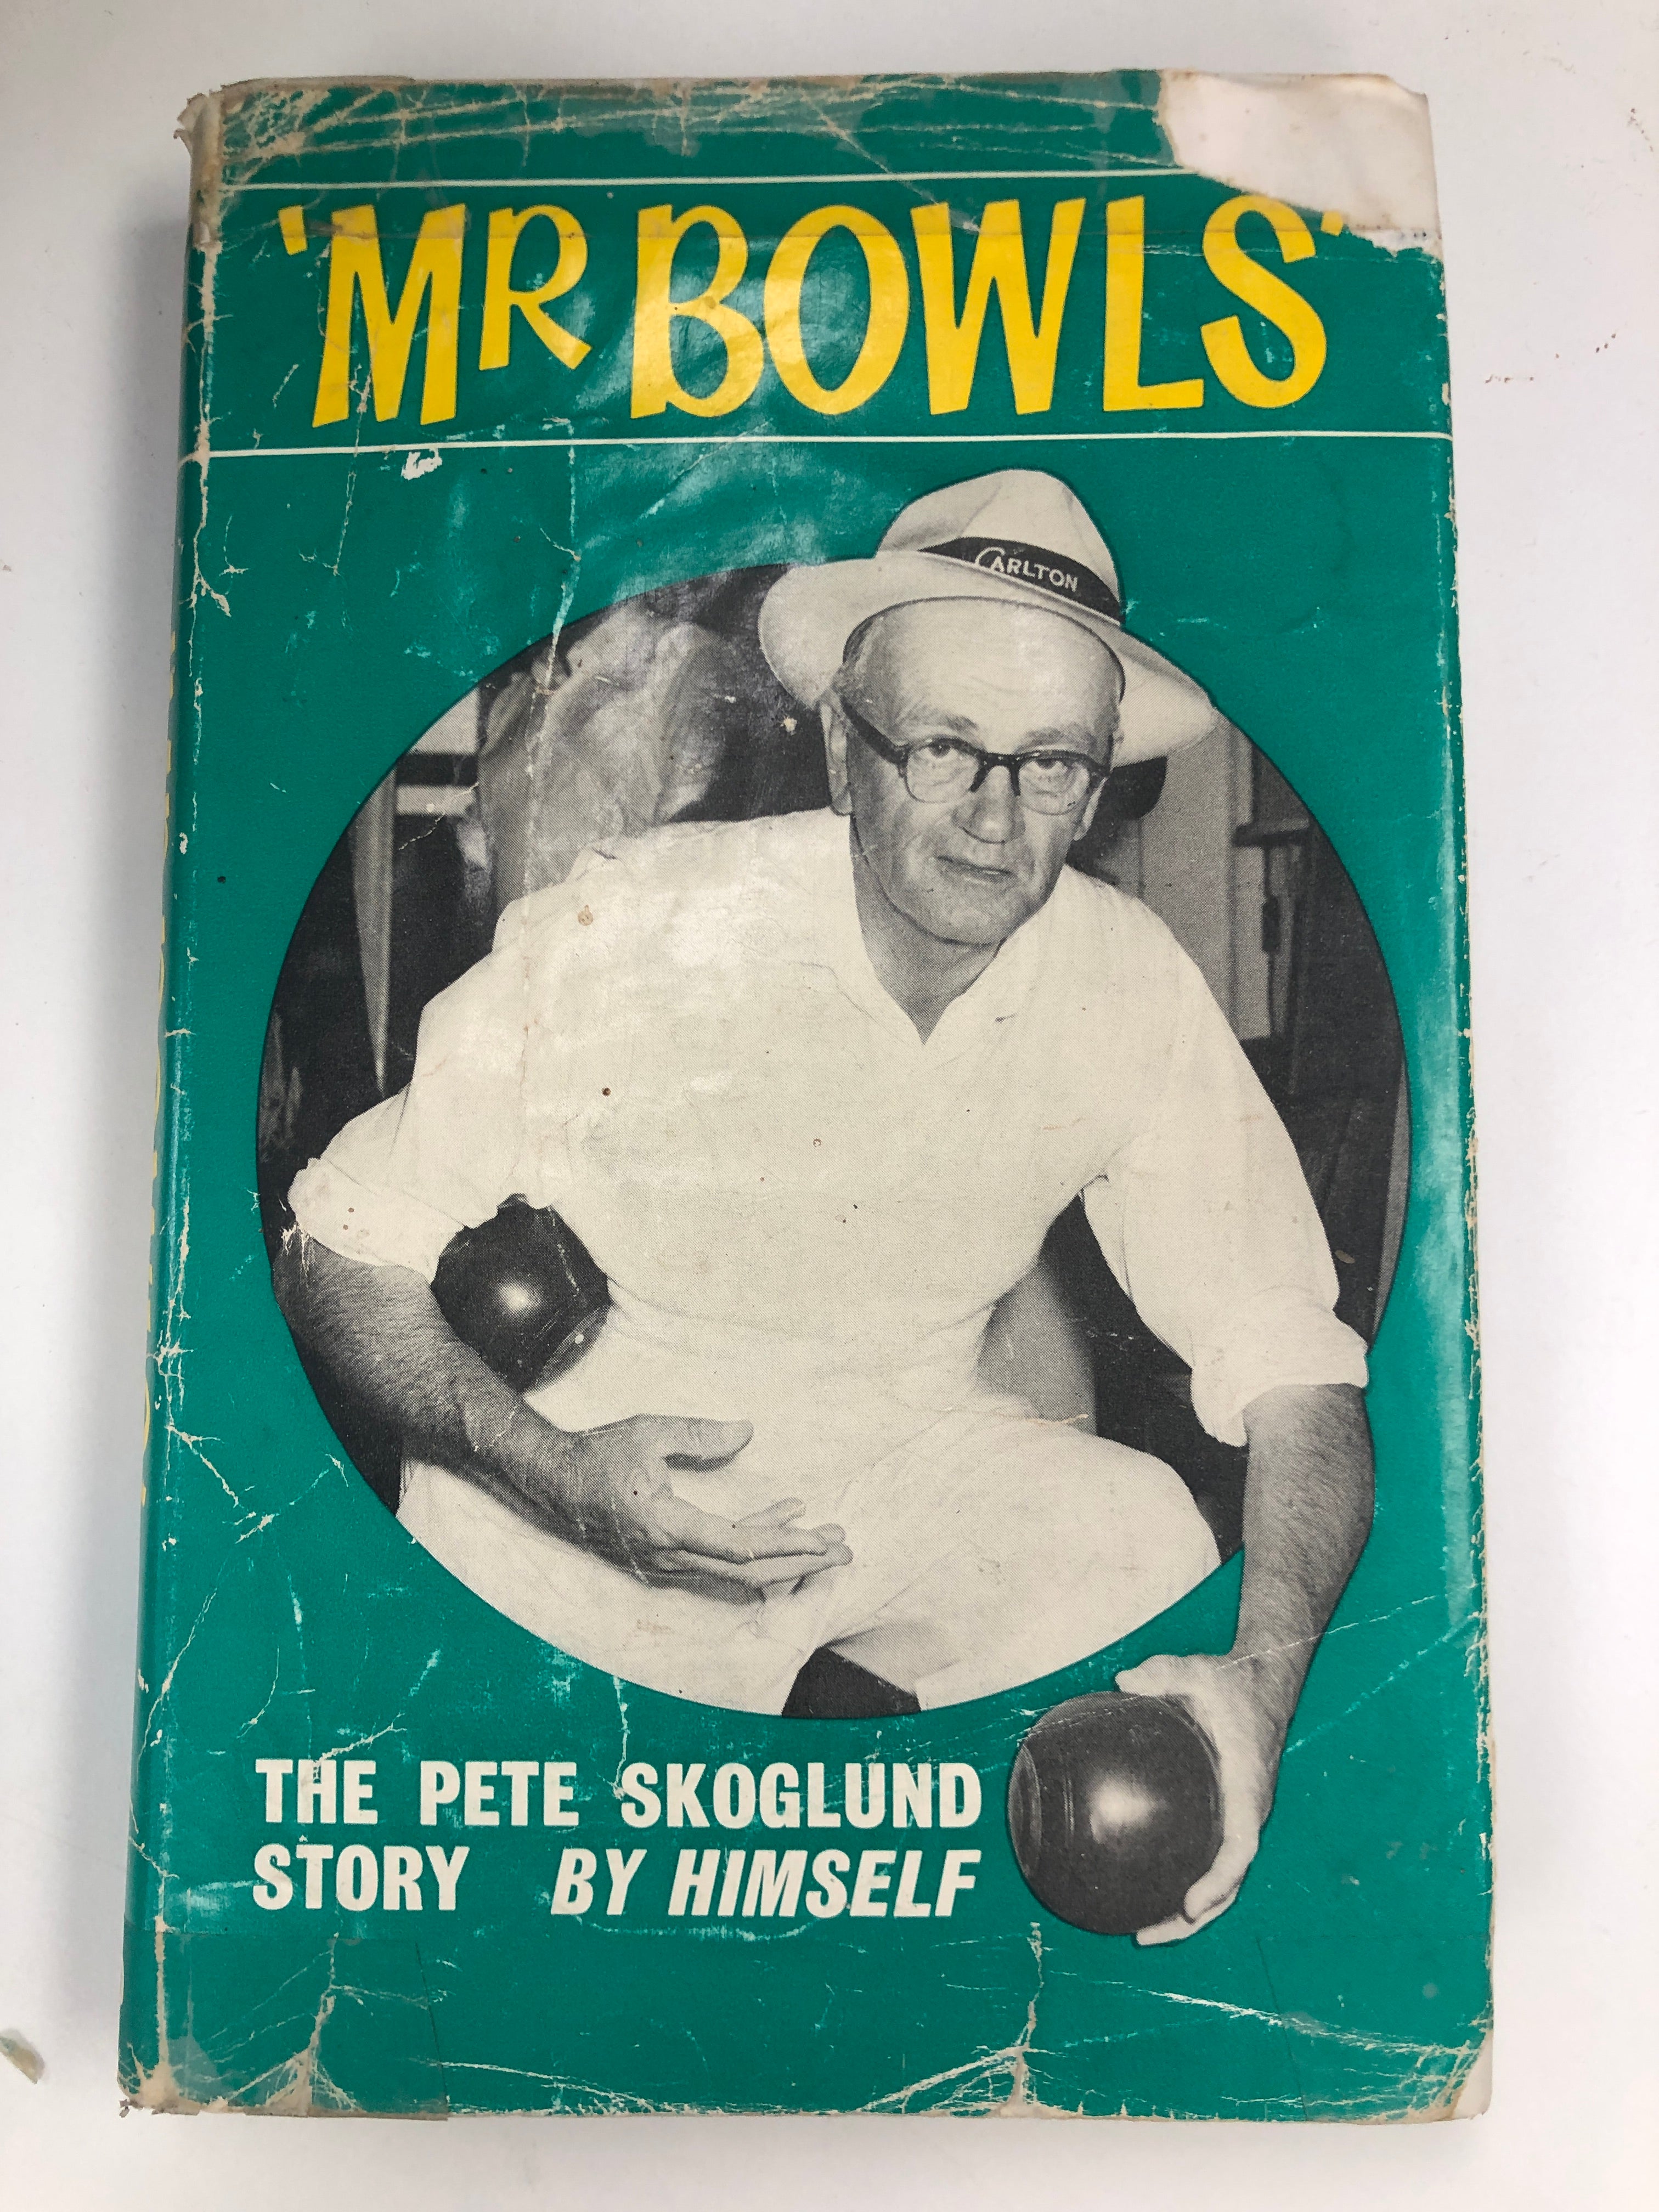 'MR BOWLS'
CARLTON
THE PETE SKOGLUND
STORY BY HIMSELF